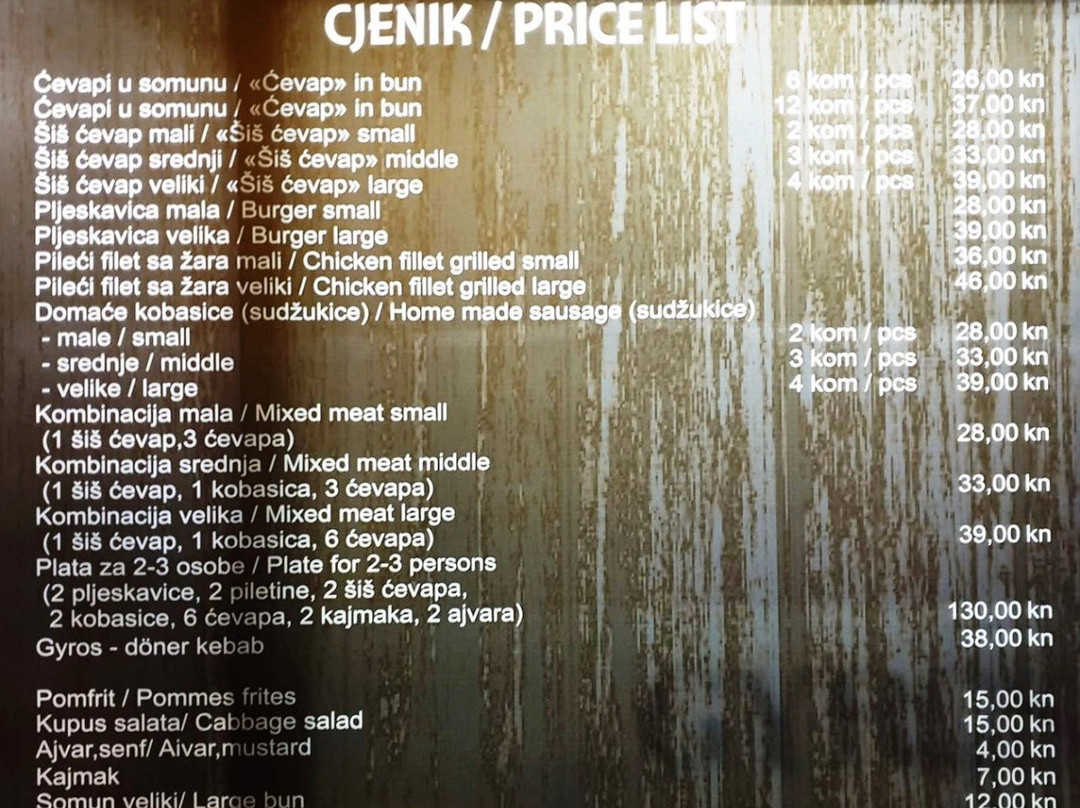 CJENIK / PRICE LIST
Ćevapi u somunu / «Ćevap» in bun 6 kom / pcs 26,00 kn
Ćevapi u somunu / «Ćevap» in bun 12 kom / pcs 37,00 kn
Šiš ćevap mali / «Šiš ćevap» small 2 kom / pcs 28,00 kn
Šiš ćevap srednji / «Šiš ćevap» middle 3 kom / pcs 33,00 kn
Šiš ćevap veliki / «Šiš ćevap» large 4 kom / pcs 39,00 kn
Pljeskavica mala / Burger small 28,00 kn
Pljeskavica velika / Burger large 39,00 kn
Pileći filet sa žara mali / Chicken fillet grilled small 36,00 kn
Pileći filet sa žara veliki / Chicken fillet grilled large 46,00 kn
Domaće kobasice (sudžukice) / Home made sausage (sudžukice)
- male / small 2 kom / pcs 28,00 kn
- srednje / middle 3 kom / pcs 33,00 kn
- velike / large 4 kom / pcs 39,00 kn
Kombinacija mala / Mixed meat small
(1 šiš ćevap,3 ćevapa) 28,00 kn
Kombinacija srednja / Mixed meat middle
(1 šiš ćevap, 1 kobasica, 3 ćevapa) 33,00 kn
Kombinacija velika / Mixed meat large
(1 šiš ćevap, 1 kobasica, 6 ćevapa) 39,00 kn
Plata za 2-3 osobe / Plate for 2-3 persons
(2 pljeskavice, 2 piletine, 2 šiš ćevapa,
2 kobasice, 6 ćevapa, 2 kajmaka, 2 ajvara) 130,00 kn
Gyros - döner kebab 38,00 kn
Pomfrit / Pommes frites 15,00 kn
Kupus salata/ Cabbage salad 15,00 kn
Ajvar,senf/ Aivar,mustard 4,00 kn
Kajmak 7,00 kn
Somun veliki/ Large bun 12,00 kn